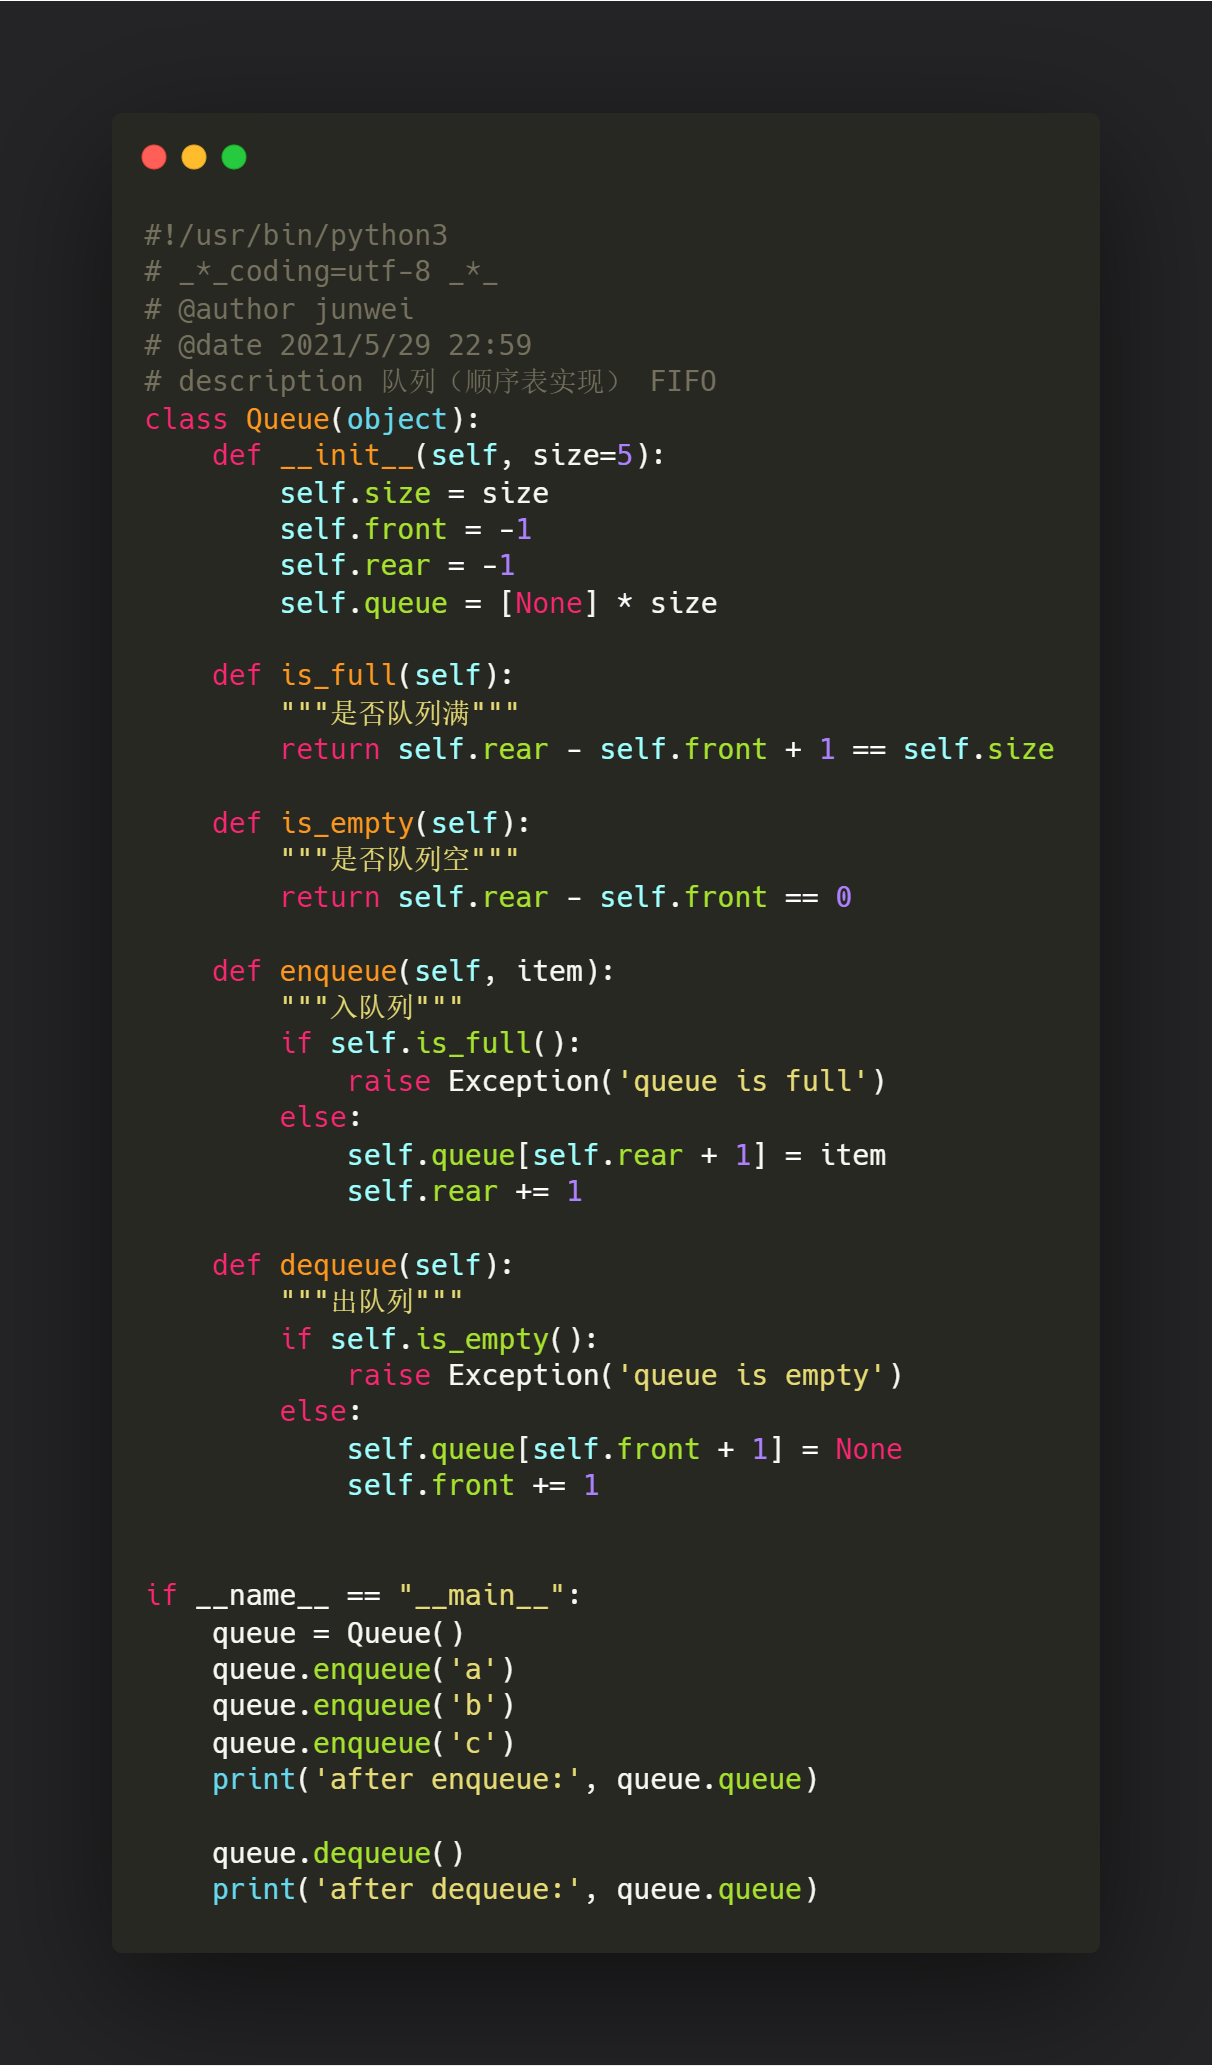 #!/usr/bin/python3
# _*_coding=utf-8 _*_
# @author junwei
# @date 2021/5/29 22:59
# description 队列（顺序表实现） FIFO
class Queue(object):
    def __init__(self, size=5):
        self.size = size
        self.front = -1
        self.rear = -1
        self.queue = [None] * size

    def is_full(self):
        """是否队列满"""
        return self.rear - self.front + 1 == self.size

    def is_empty(self):
        """是否队列空"""
        return self.rear - self.front == 0

    def enqueue(self, item):
        """入队列"""
        if self.is_full():
            raise Exception('queue is full')
        else:
            self.queue[self.rear + 1] = item
            self.rear += 1

    def dequeue(self):
        """出队列"""
        if self.is_empty():
            raise Exception('queue is empty')
        else:
            self.queue[self.front + 1] = None
            self.front += 1


if __name__ == "__main__":
    queue = Queue()
    queue.enqueue('a')
    queue.enqueue('b')
    queue.enqueue('c')
    print('after enqueue:', queue.queue)

    queue.dequeue()
    print('after dequeue:', queue.queue)